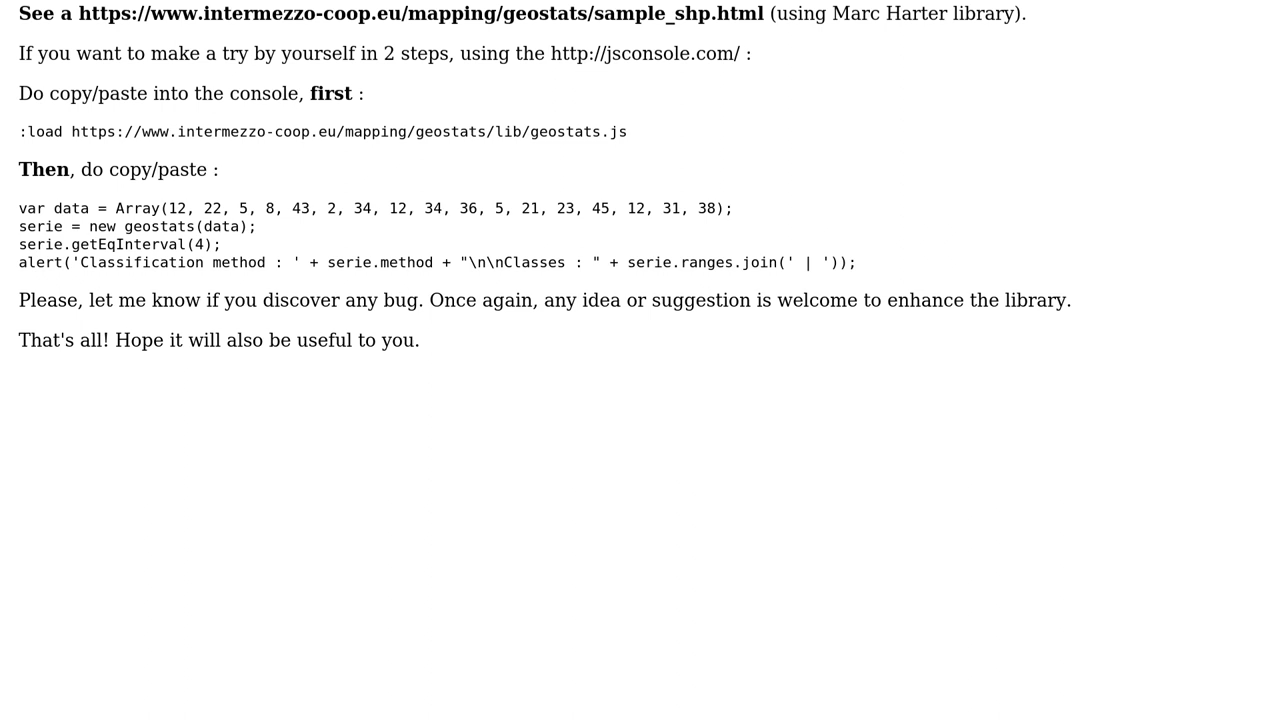 See a https://www.intermezzo-coop.eu/mapping/geostats/sample_shp.html (using Marc Harter library).
If you want to make a try by yourself in 2 steps, using the http://jsconsole.com/ :
Do copy/paste into the console, first :
:load https://www.intermezzo-coop.eu/mapping/geostats/lib/geostats.js
Then, do copy/paste :
var data = Array(12, 22, 5, 8, 43, 2, 34, 12, 34, 36, 5, 21, 23, 45, 12, 31, 38);
serie = new geostats(data);
serie.getEqInterval(4);
alert('Classification method : ' + serie.method + "\n\nClasses : " + serie.ranges.join(' | '));
Please, let me know if you discover any bug. Once again, any idea or suggestion is welcome to enhance the library.
That's all! Hope it will also be useful to you.